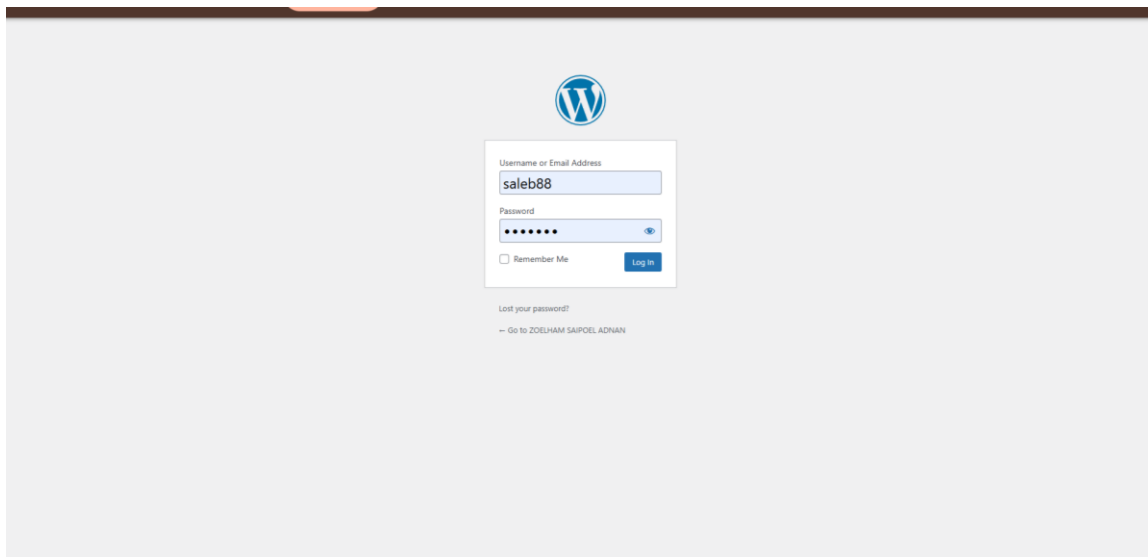 Username or Email Address
saleb88
Password
•••••••
Remember Me
Log In
Lost your password?
← Go to ZOELHAM SAIPOEL ADNAN